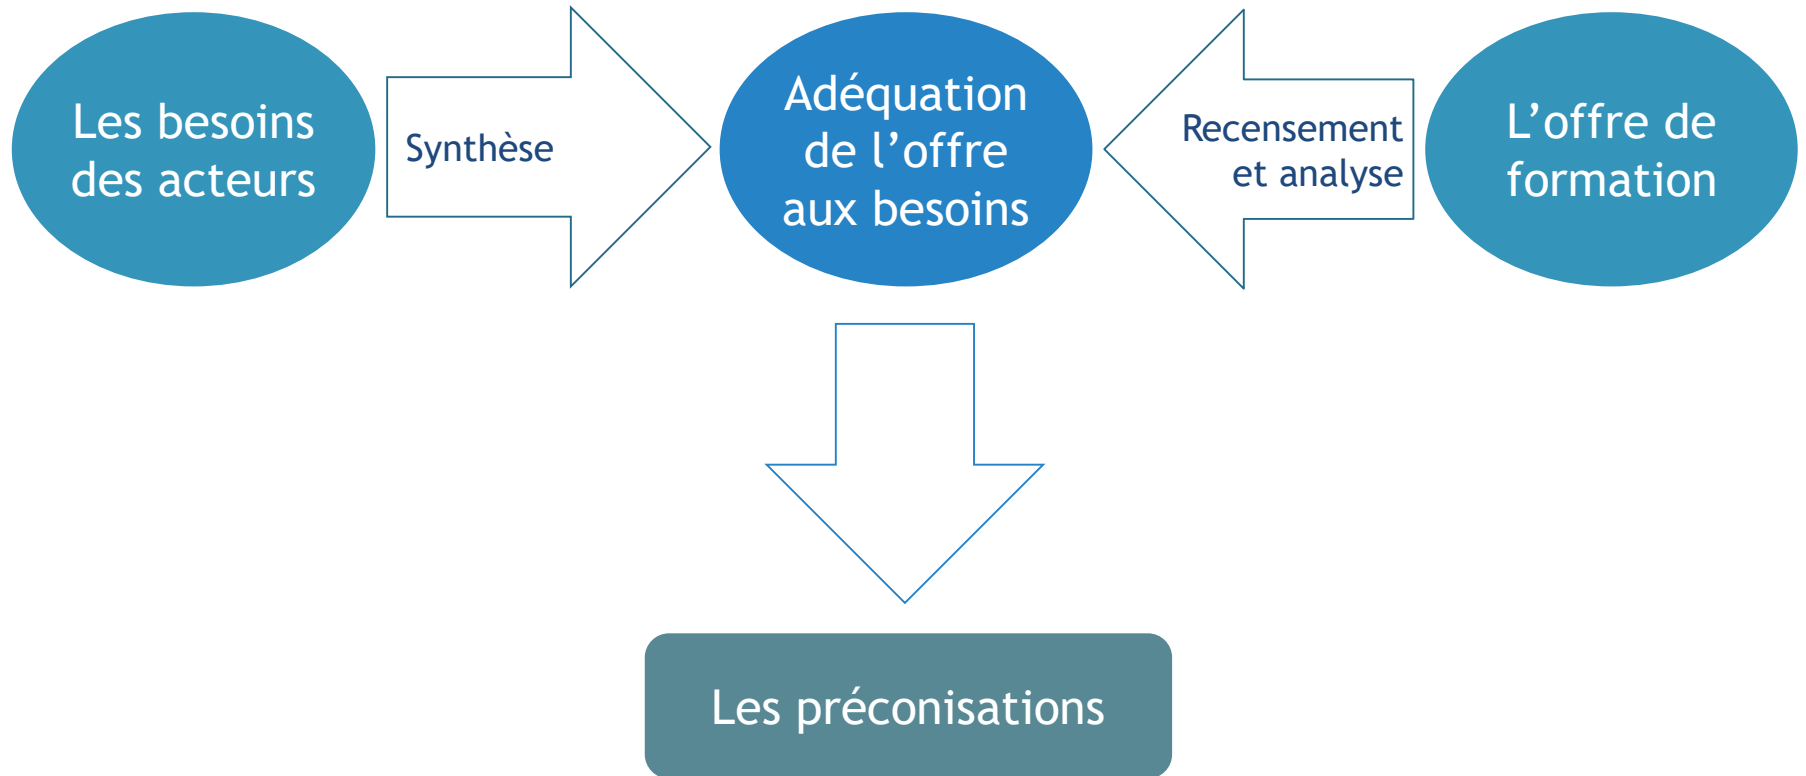 Les besoins
des acteurs
Synthèse
Adéquation
de l’offre
aux besoins
Recensement
et analyse
L’offre de
formation
Les préconisations